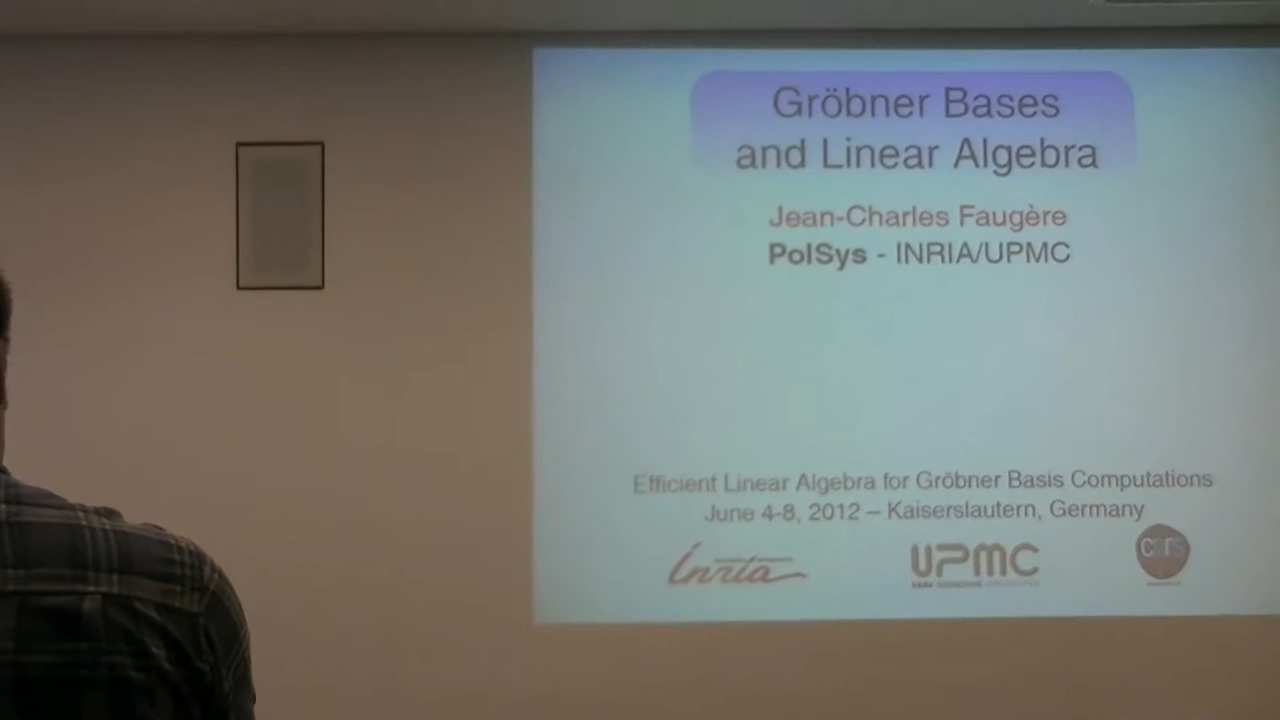 Gröbner Bases
and Linear Algebra
Jean-Charles Faugère
PolSys - INRIA/UPMC
Efficient Linear Algebra for Gröbner Basis Computations
June 4-8, 2012 – Kaiserslautern, Germany
Inria
UPMC
CNRS